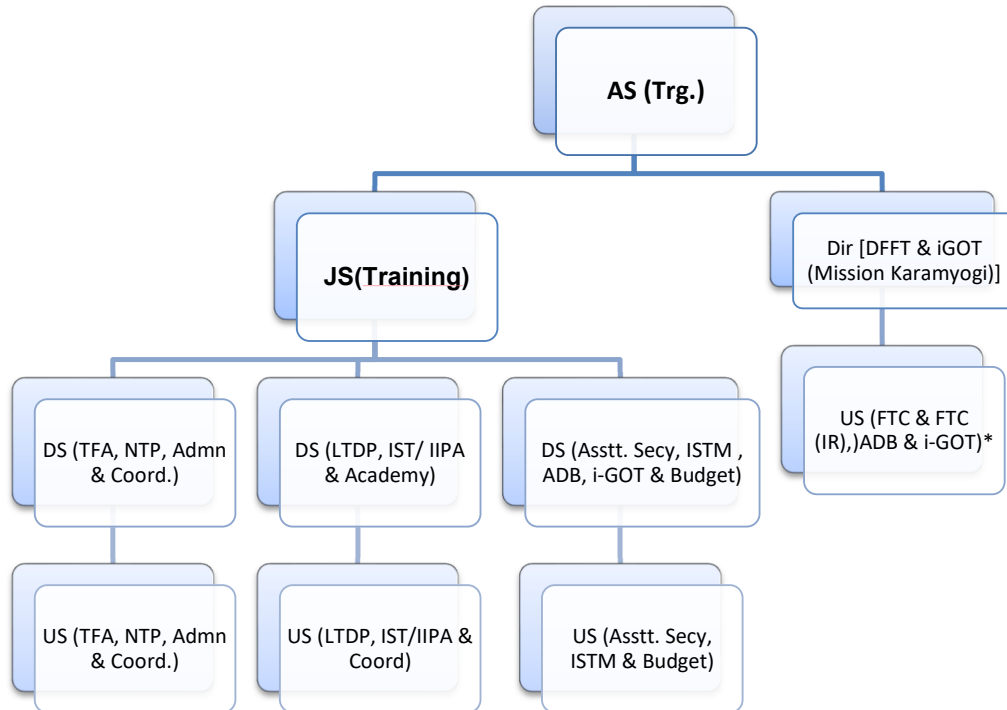 AS (Trg.)
JS(Training)
Dir [DFFT & iGOT
(Mission Karamyogi)]
DS (TFA, NTP, Admn
& Coord.)
DS (LTDP, IST/ IIPA
& Academy)
DS (Asstt. Secy, ISTM ,
ADB, i-GOT & Budget)
US (FTC & FTC
(IR),)ADB & i-GOT)*
US (TFA, NTP, Admn
& Coord.)
US (LTDP, IST/IIPA &
Coord)
US (Asstt. Secy,
ISTM & Budget)